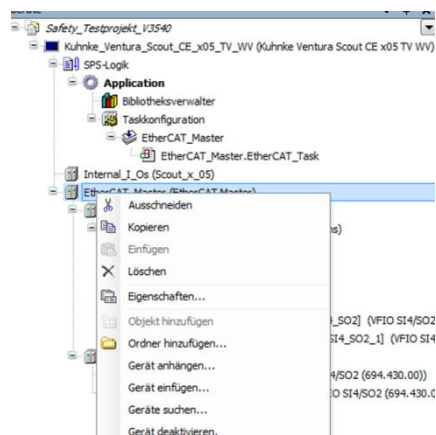 Safety_Testprojekt_V3540
Kuhnke_Ventura_Scout_CE_x05_TV_WV (Kuhnke Ventura Scout CE x05 TV WV)
SPS-Logik
Application
Bibliotheksverwalter
Taskkonfiguration
EtherCAT_Master
EtherCAT_Master.EtherCAT_Task
Internal_I_Os (Scout_x_05)
EtherCAT_Master (EtherCAT Master)
Ausschneiden
Kopieren
Einfügen
Löschen
Eigenschaften...
Objekt hinzufügen
Ordner hinzufügen...
Gerät anhängen...
Gerät einfügen...
Geräte suchen...
Gerät deaktivieren.
_SO2] (VFIO SI4/SO2
SI4_SO2_1] (VFIO SI4
4/SO2 (694.430.00))
IO SI4/SO2 (694.430.0